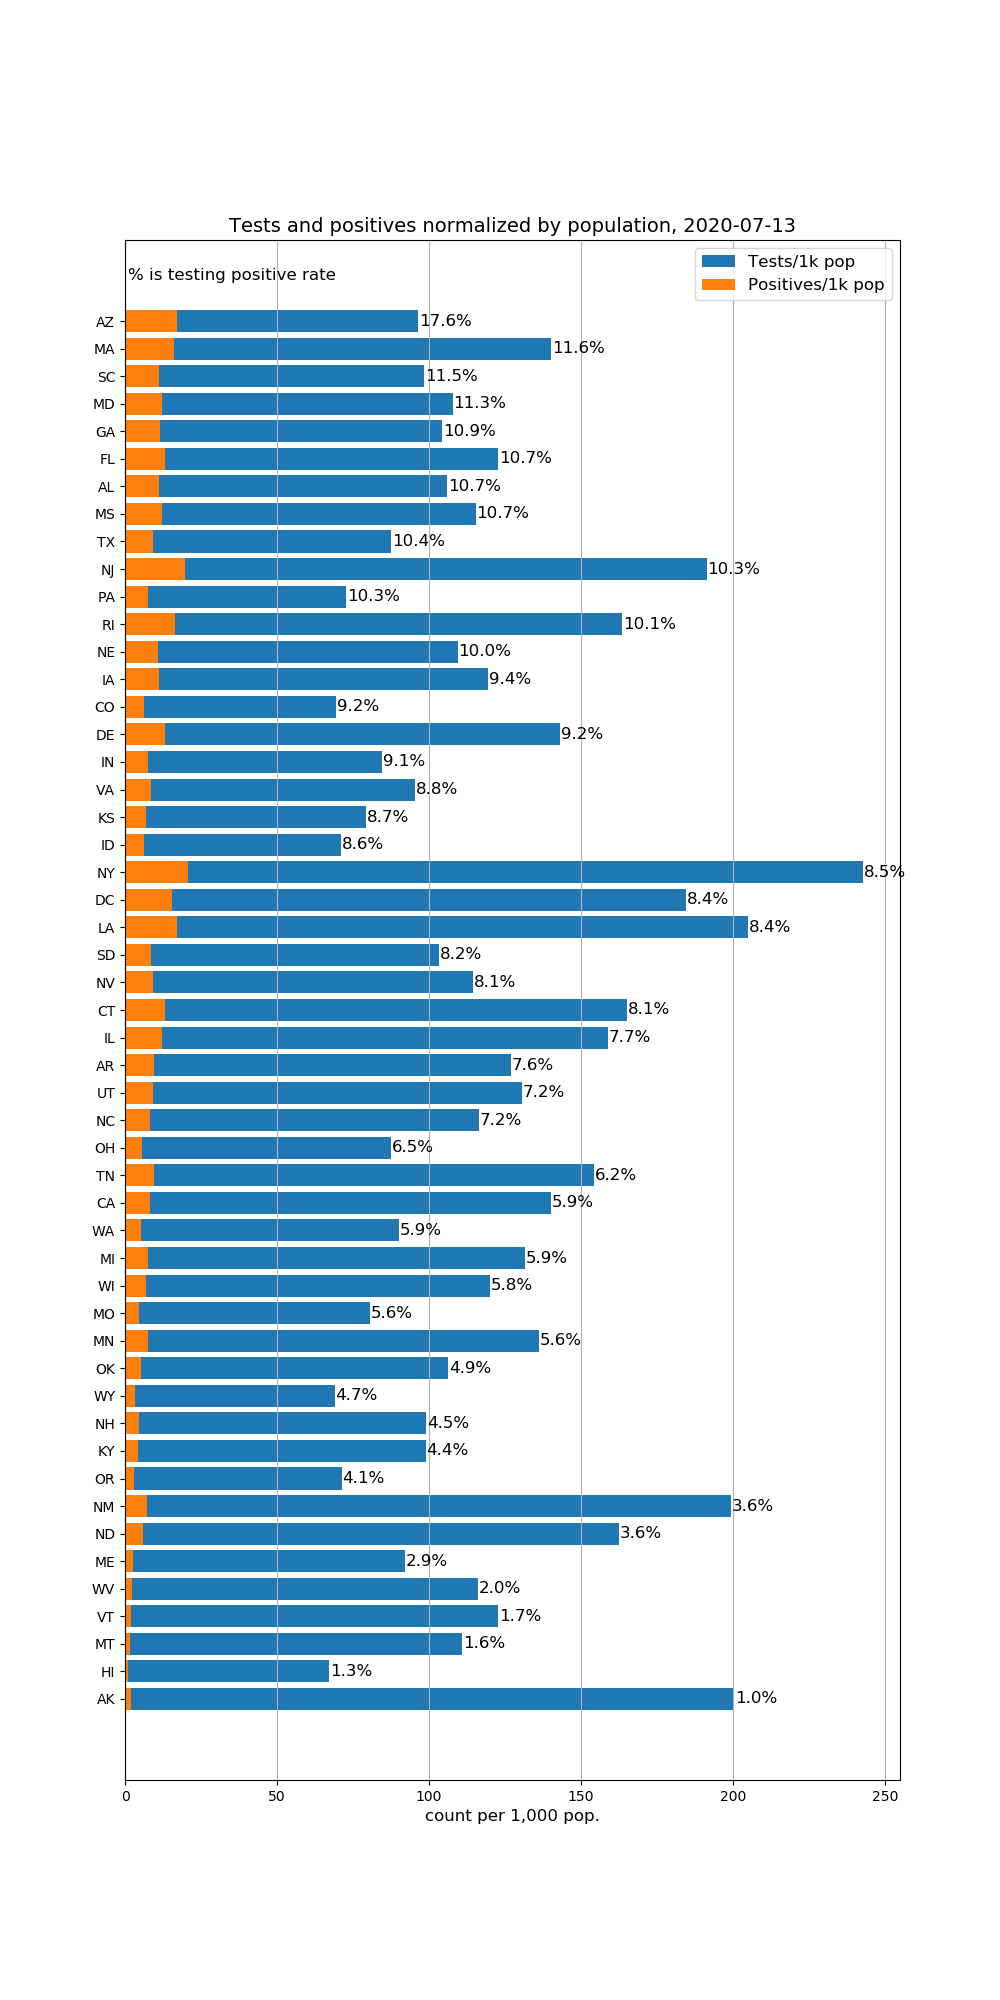 Tests and positives normalized by population, 2020-07-13
% is testing positive rate
Tests/1k pop
Positives/1k pop
AZ 17.6%
MA 11.6%
SC 11.5%
MD 11.3%
GA 10.9%
FL 10.7%
AL 10.7%
MS 10.7%
TX 10.4%
NJ 10.3%
PA 10.3%
RI 10.1%
NE 10.0%
IA 9.4%
CO 9.2%
DE 9.2%
IN 9.1%
VA 8.8%
KS 8.7%
ID 8.6%
NY 8.5%
DC 8.4%
LA 8.4%
SD 8.2%
NV 8.1%
CT 8.1%
IL 7.7%
AR 7.6%
UT 7.2%
NC 7.2%
OH 6.5%
TN 6.2%
CA 5.9%
WA 5.9%
MI 5.9%
WI 5.8%
MO 5.6%
MN 5.6%
OK 4.9%
WY 4.7%
NH 4.5%
KY 4.4%
OR 4.1%
NM 3.6%
ND 3.6%
ME 2.9%
WV 2.0%
VT 1.7%
MT 1.6%
HI 1.3%
AK 1.0%
0 50 100 150 200 250
count per 1,000 pop.